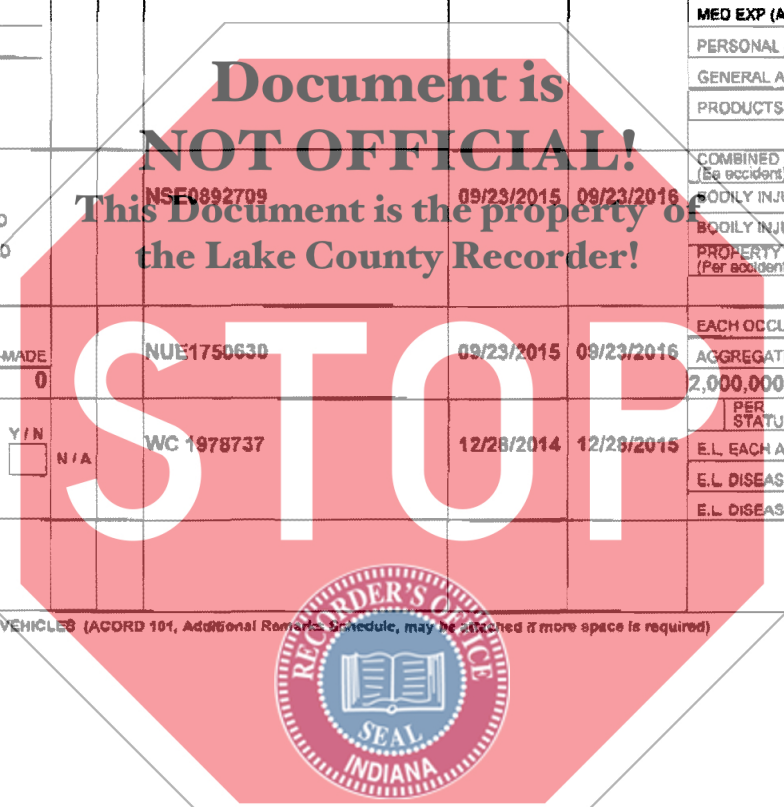 MED EXP (A
PERSONAL
GENERAL A
PRODUCTS
Document is
NOT OFFICIAL!
This Document is the property of
the Lake County Recorder!
COMBINED
(Ea accident)
NSE0892709 09/23/2015 09/23/2016 BODILY INJU
BODILY INJU
PROPERTY
(Per accident
EACH OCCU
-MADE NUE1750630 09/23/2015 09/23/2016 AGGREGAT
0 2,000,000
PER
STATU
Y / N N / A WC 1978737 12/28/2014 12/28/2015 E.L. EACH A
E.L. DISEAS
E.L. DISEAS
STOP
VEHICLES (ACORD 101, Additional Remarks Schedule, may be attached if more space is required)
RECORDER'S OFFICE
SEAL
INDIANA